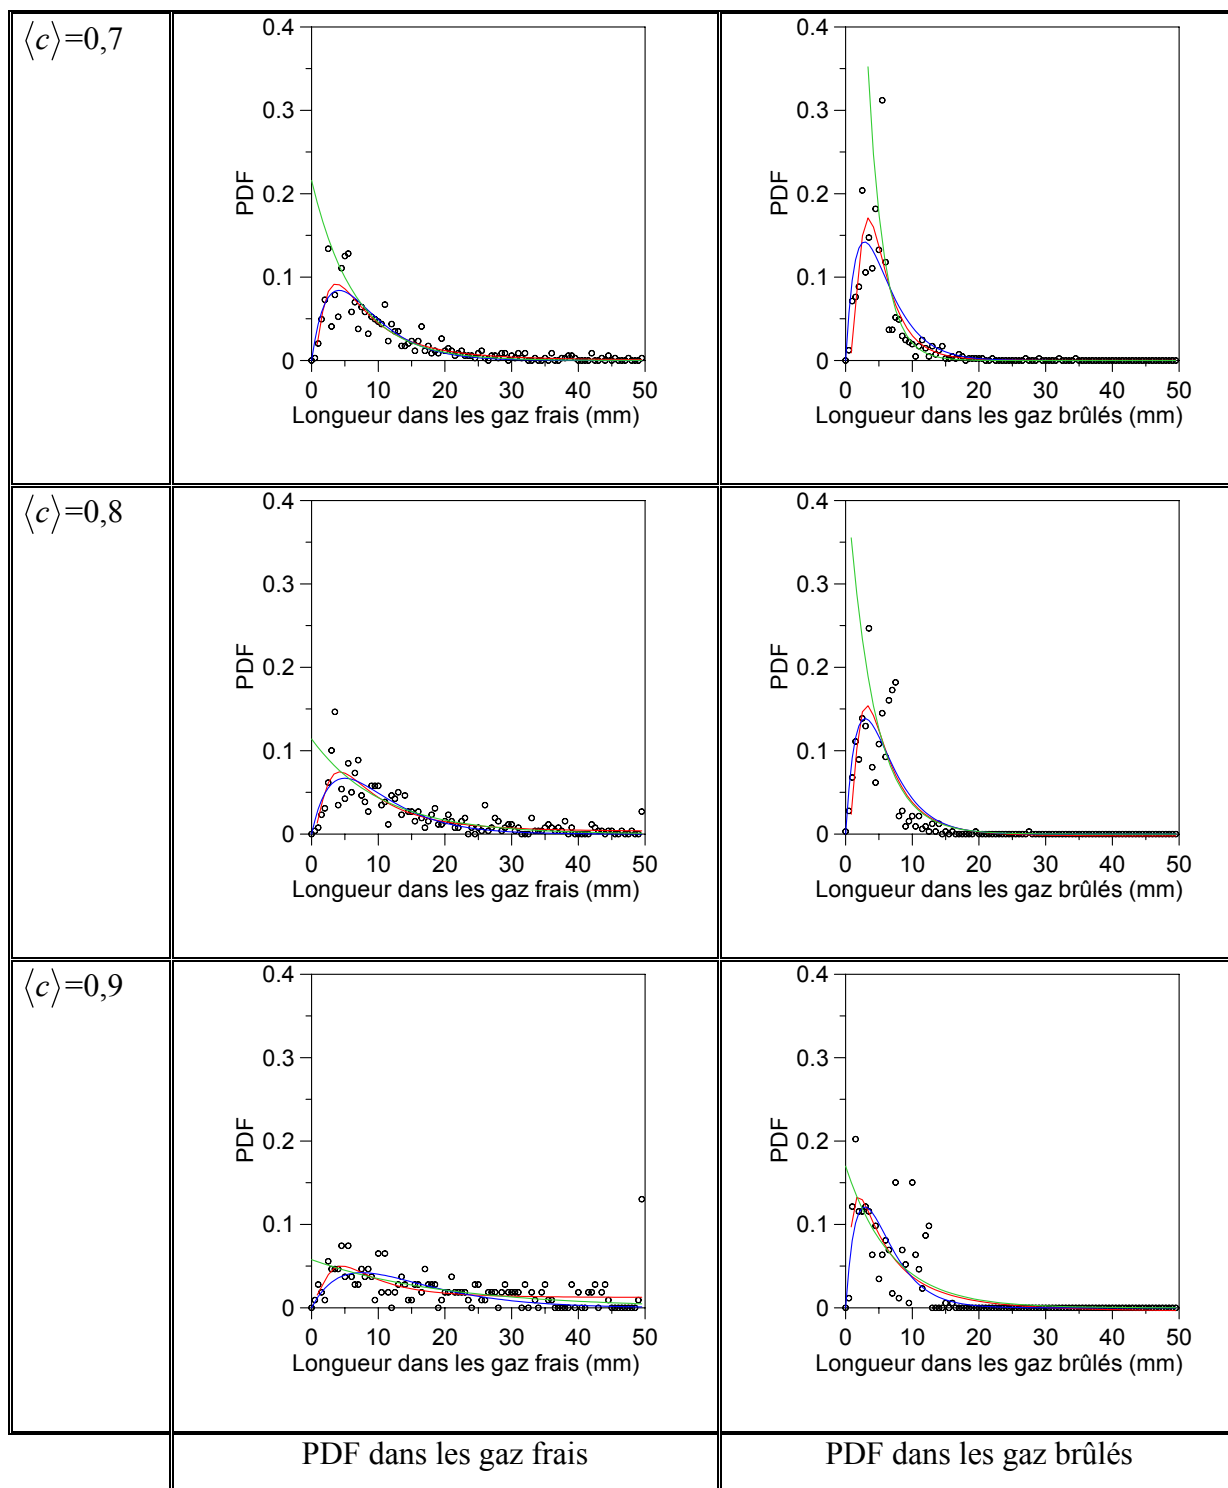 ⟨c⟩=0,7
0.4
0.3
0.2
0.1
0
PDF
0 10 20 30 40 50
Longueur dans les gaz frais (mm)
0.4
0.3
0.2
0.1
0
PDF
0 10 20 30 40 50
Longueur dans les gaz brûlés (mm)
⟨c⟩=0,8
0.4
0.3
0.2
0.1
0
PDF
0 10 20 30 40 50
Longueur dans les gaz frais (mm)
0.4
0.3
0.2
0.1
0
PDF
0 10 20 30 40 50
Longueur dans les gaz brûlés (mm)
⟨c⟩=0,9
0.4
0.3
0.2
0.1
0
PDF
0 10 20 30 40 50
Longueur dans les gaz frais (mm)
0.4
0.3
0.2
0.1
0
PDF
0 10 20 30 40 50
Longueur dans les gaz brûlés (mm)
PDF dans les gaz frais
PDF dans les gaz brûlés